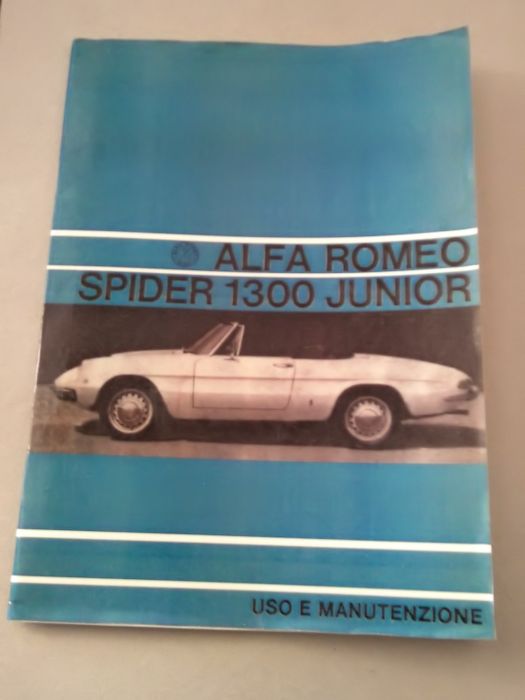 ALFA ROMEO
SPIDER 1300 JUNIOR
USO E MANUTENZIONE